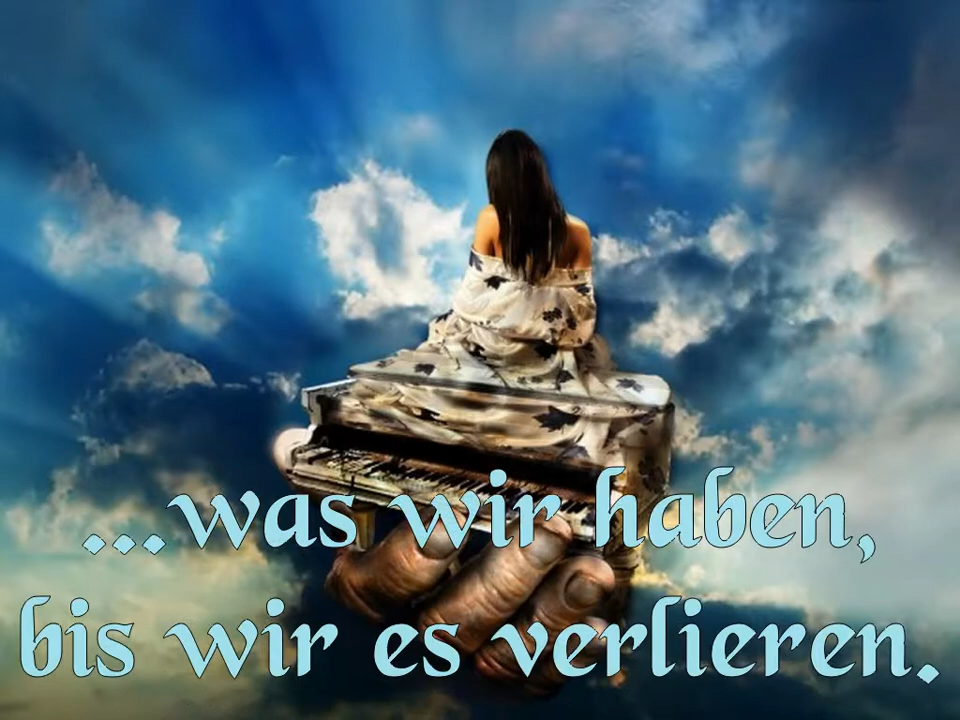 ...was wir haben,
bis wir es verlieren.